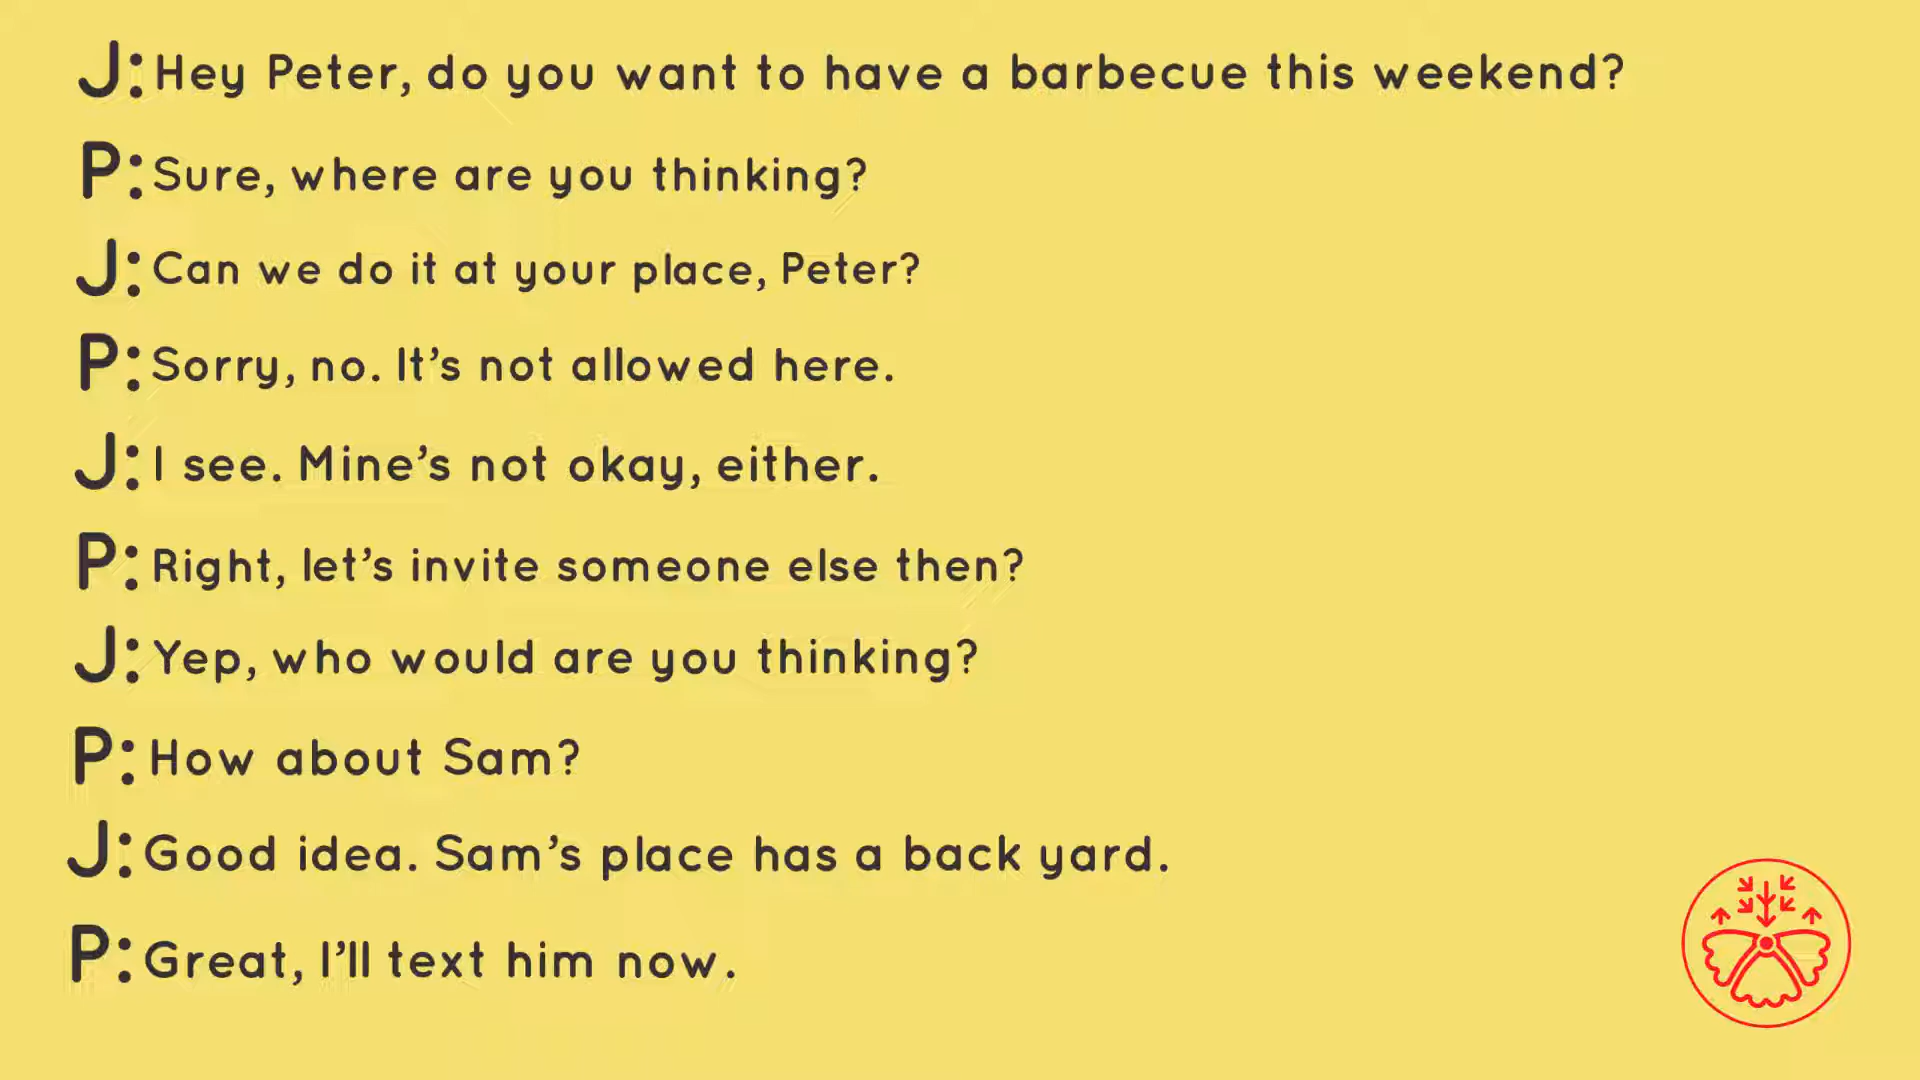 J: Hey Peter, do you want to have a barbecue this weekend?
P: Sure, where are you thinking?
J: Can we do it at your place, Peter?
P: Sorry, no. It's not allowed here.
J: I see. Mine's not okay, either.
P: Right, let's invite someone else then?
J: Yep, who would are you thinking?
P: How about Sam?
J: Good idea. Sam's place has a back yard.
P: Great, I'll text him now.